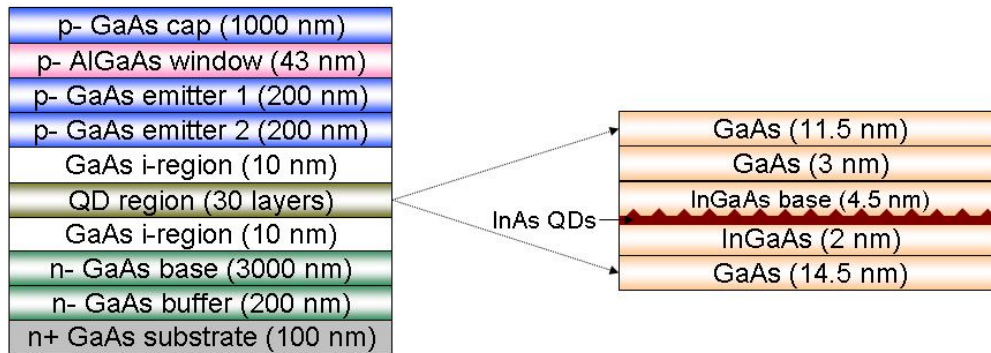 p- GaAs cap (1000 nm)
p- AlGaAs window (43 nm)
p- GaAs emitter 1 (200 nm)
p- GaAs emitter 2 (200 nm)
GaAs i-region (10 nm)
QD region (30 layers)
GaAs i-region (10 nm)
n- GaAs base (3000 nm)
n- GaAs buffer (200 nm)
n+ GaAs substrate (100 nm)
InAs QDs
GaAs (11.5 nm)
GaAs (3 nm)
InGaAs base (4.5 nm)
InGaAs (2 nm)
GaAs (14.5 nm)